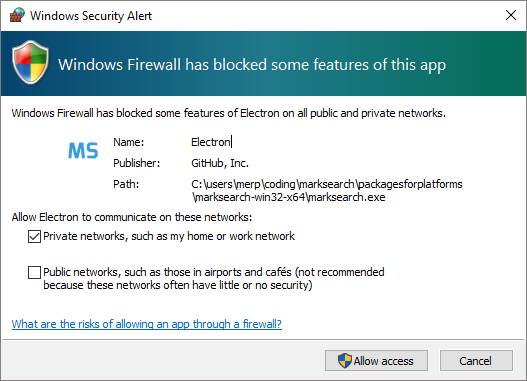 Windows Security Alert
Windows Firewall has blocked some features of this app
Windows Firewall has blocked some features of Electron on all public and private networks.
MS
Name: Electron
Publisher: GitHub, Inc.
Path: C:\users\merp\coding\marksearch\packagesforplatforms
\marksearch-win32-x64\marksearch.exe
Allow Electron to communicate on these networks:
Private networks, such as my home or work network
Public networks, such as those in airports and cafés (not recommended
because these networks often have little or no security)
What are the risks of allowing an app through a firewall?
Allow access Cancel